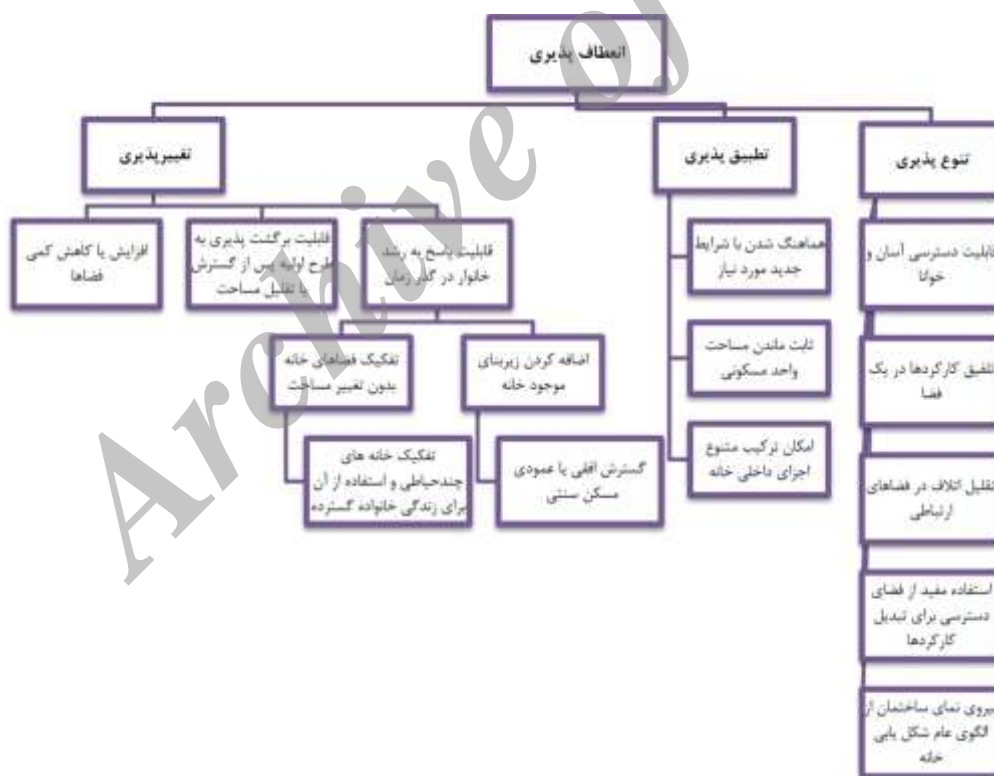 انعطاف پذیری
تنوع پذیری
قابلیت دسترسی آسان و
خوانا
تلفیق کارکردها در یک
فضا
تقلیل اتلاف در فضاهای
ارتباطی
استفاده مفید از فضای
دسترسی برای تبدیل
کارکردها
پیروی نمای ساختمان از
الگوی عام شکل یابی
خانه
تطبیق پذیری
هماهنگ شدن با شرایط
جدید مورد نیاز
ثابت ماندن مساحت
واحد مسکونی
امکان ترکیب متنوع
اجزای داخلی خانه
تغییرپذیری
قابلیت پاسخ به رشد
خانوار در گذر زمان
اضافه کردن زیربنای
موجود خانه
گسترش افقی یا عمودی
مسکن سنتی
تفکیک فضاهای خانه
بدون تغییر مساحت
تفکیک خانه های
چندحیاطی و استفاده از آن
برای زندگی خانواده گسترده
قابلیت برگشت پذیری به
طرح اولیه پس از گسترش
یا تقلیل مساحت
افزایش یا کاهش کمی
فضاها
Archive of